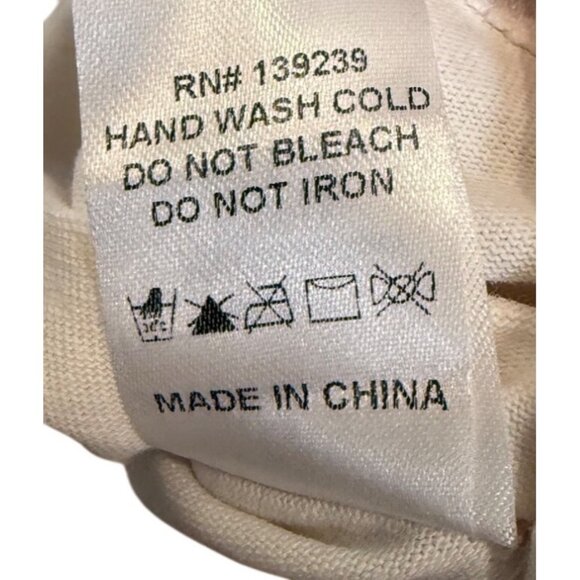 RN# 139239
HAND WASH COLD
DO NOT BLEACH
DO NOT IRON
MADE IN CHINA